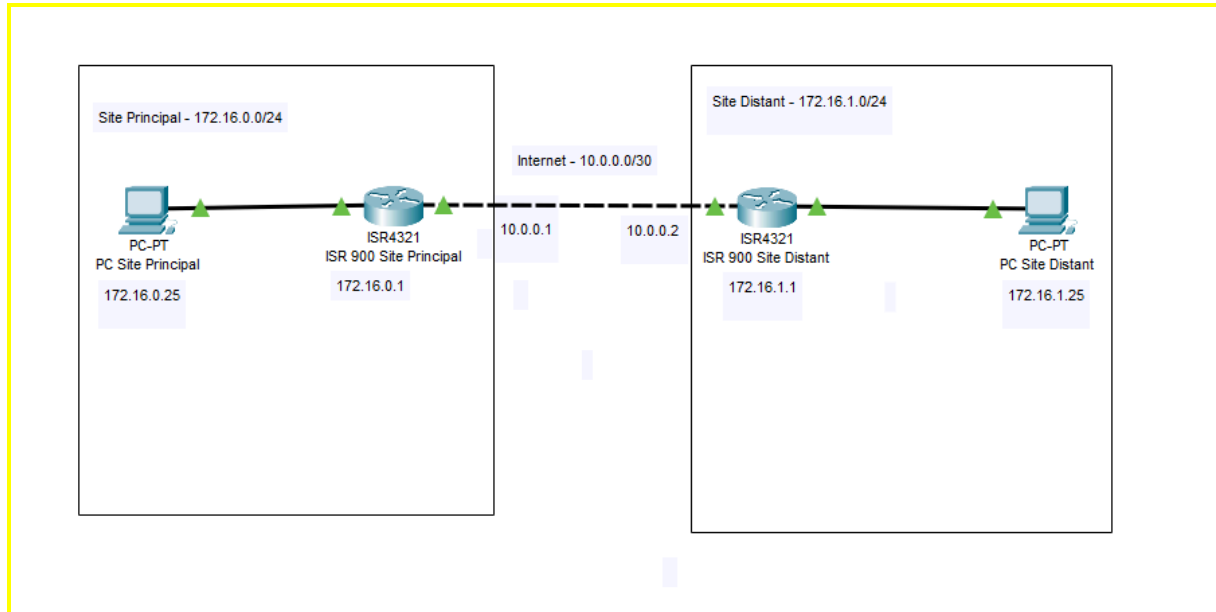 Site Principal - 172.16.0.0/24
PC-PT
PC Site Principal
172.16.0.25
ISR4321
ISR 900 Site Principal
172.16.0.1
Internet - 10.0.0.0/30
10.0.0.1
10.0.0.2
Site Distant - 172.16.1.0/24
ISR4321
ISR 900 Site Distant
172.16.1.1
PC-PT
PC Site Distant
172.16.1.25